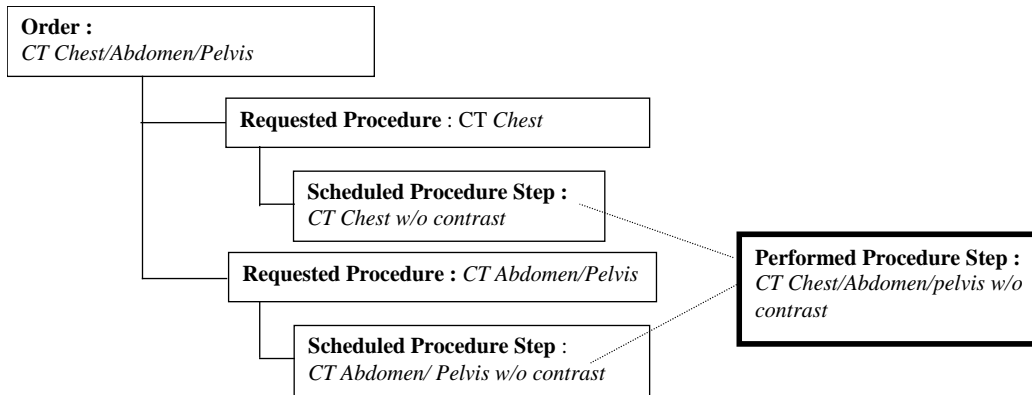 Order :
CT Chest/Abdomen/Pelvis
Requested Procedure : CT Chest
Scheduled Procedure Step :
CT Chest w/o contrast
Requested Procedure : CT Abdomen/Pelvis
Scheduled Procedure Step :
CT Abdomen/ Pelvis w/o contrast
Performed Procedure Step :
CT Chest/Abdomen/pelvis w/o
contrast